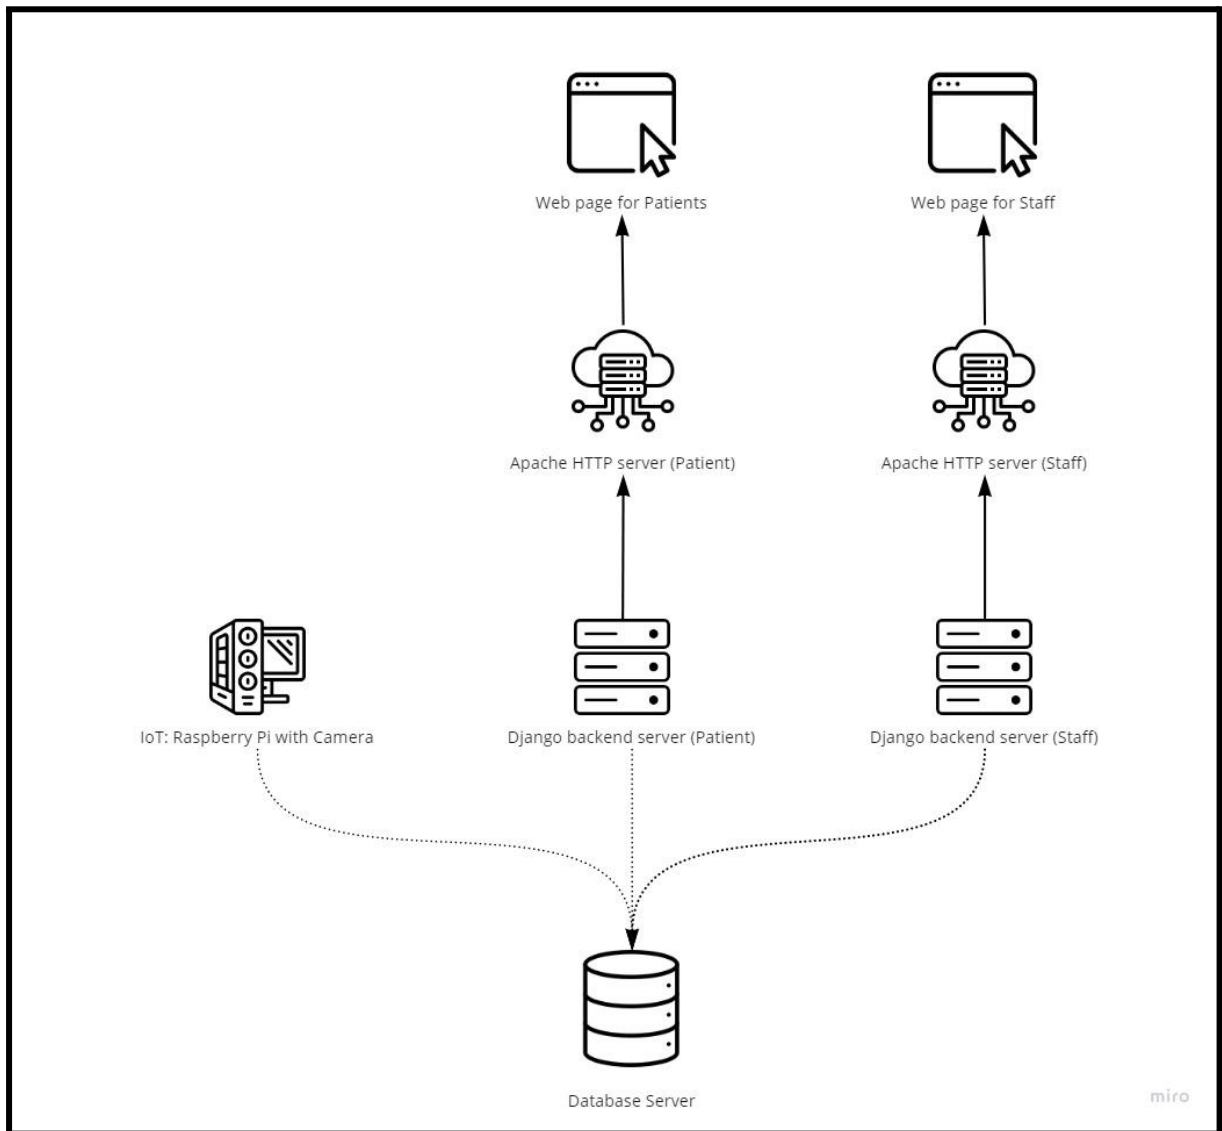 Web page for Patients
Web page for Staff
Apache HTTP server (Patient)
Apache HTTP server (Staff)
IoT: Raspberry Pi with Camera
Django backend server (Patient)
Django backend server (Staff)
Database Server
miro